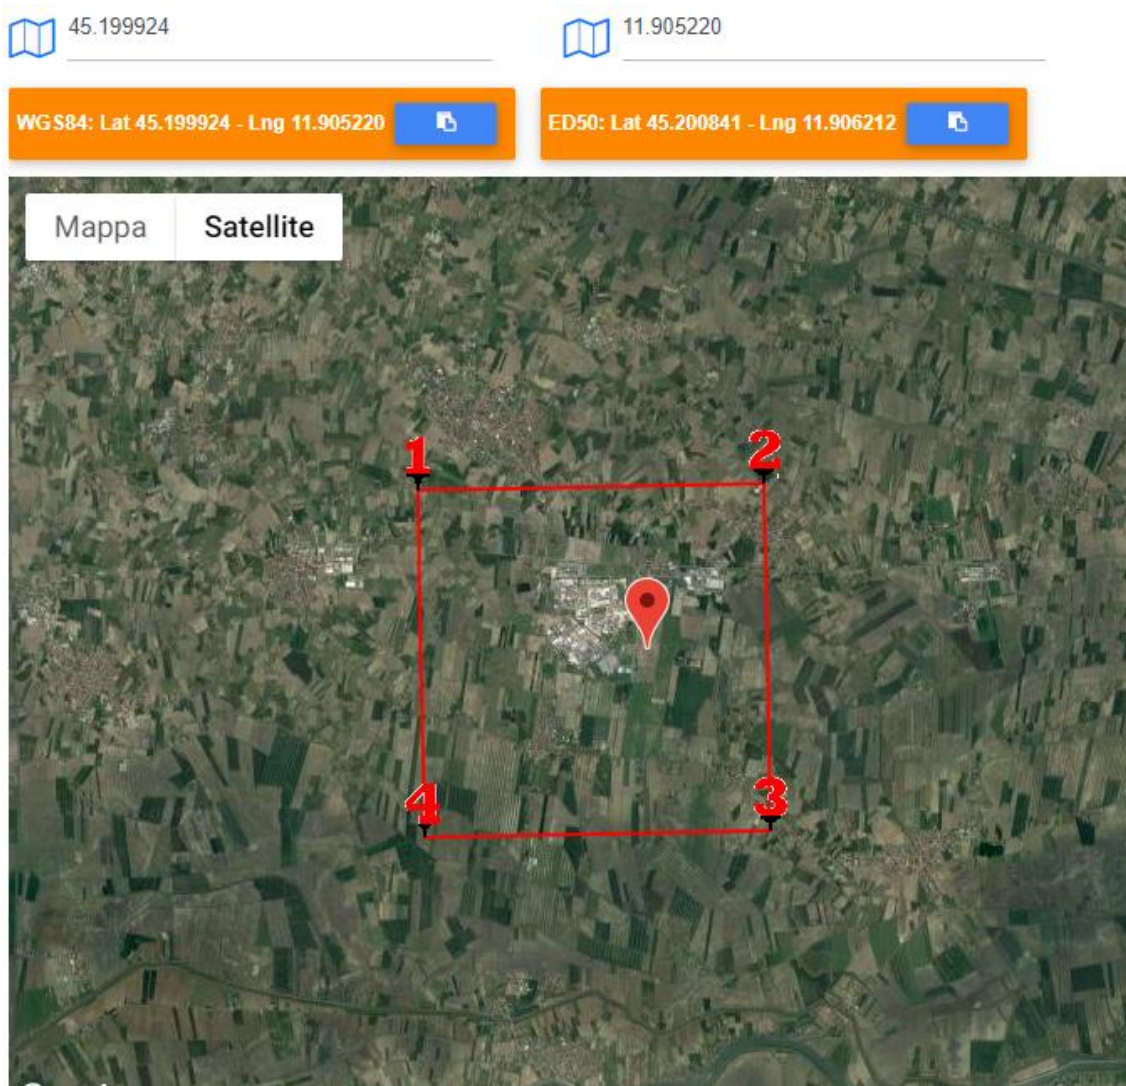 45.199924
11.905220
WGS84: Lat 45.199924 - Lng 11.905220
ED50: Lat 45.200841 - Lng 11.906212
Mappa
Satellite
1
2
3
4